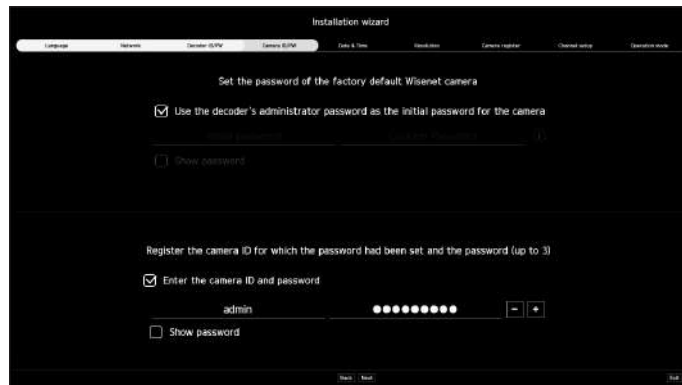 Installation wizard
Language Network Decoder ID/PW Camera ID/PW Date & Time Resolution Camera register Channel setup Operation mode
Set the password of the factory default Wisenet camera
Use the decoder's administrator password as the initial password for the camera
Show password
Register the camera ID for which the password had been set and the password (up to 3)
Enter the camera ID and password
admin ●●●●●●●●● - +
Show password
Back Next Exit